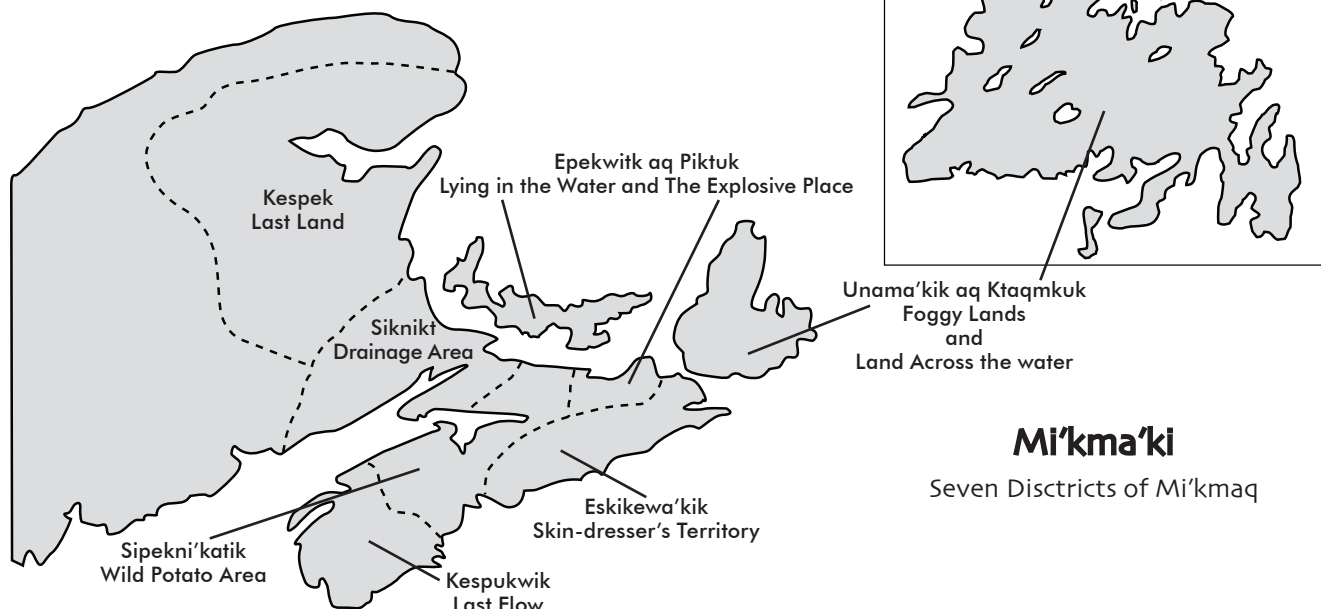 Epekwitk aq Piktuk
Lying in the Water and The Explosive Place
Kespek
Last Land
Unama'kik aq Ktaqmkuk
Foggy Lands
and
Land Across the water
Siknikt
Drainage Area
Mi'kma'ki
Seven Disctricts of Mi'kmaq
Eskikewa'kik
Skin-dresser's Territory
Sipekni'katik
Wild Potato Area
Kespukwik
Last Flow